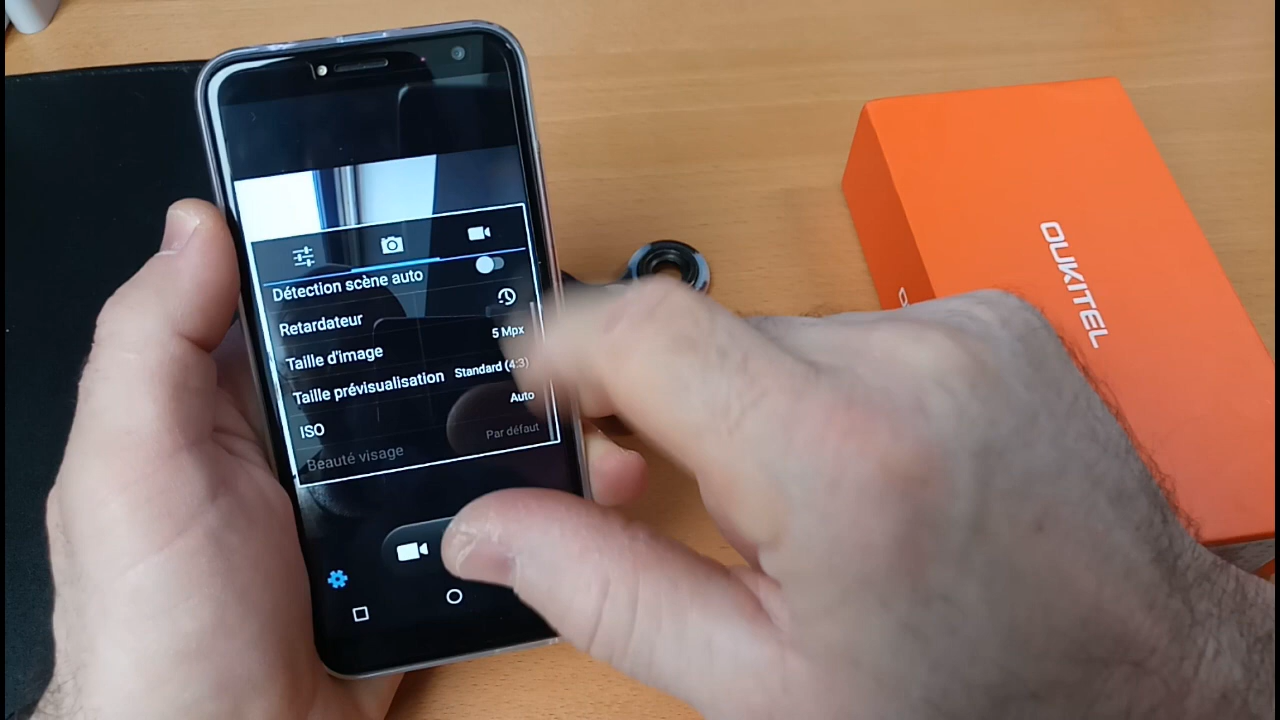 Détection scène auto
Retardateur
Taille d'image 5 Mpx
Taille prévisualisation Standard (4:3)
ISO Auto
Beauté visage Par défaut
OUKITEL